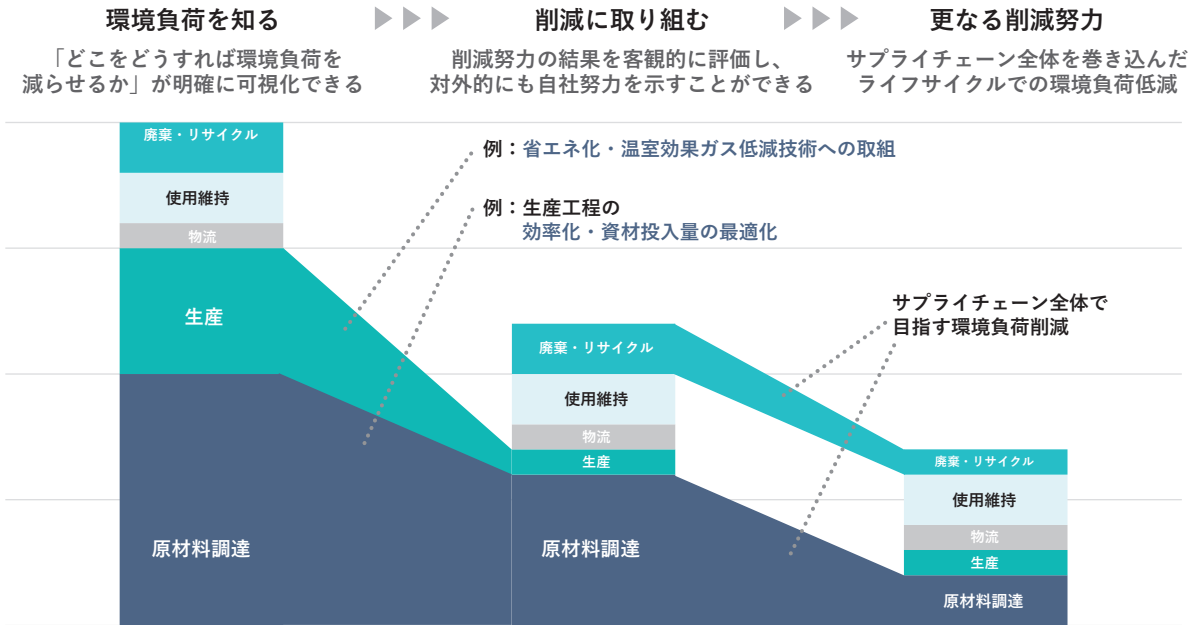 環境負荷を知る
「どこをどうすれば環境負荷を
減らせるか」が明確に可視化できる
削減に取り組む
削減努力の結果を客観的に評価し、
対外的にも自社努力を示すことができる
更なる削減努力
サプライチェーン全体を巻き込んだ
ライフサイクルでの環境負荷低減
廃棄・リサイクル
使用維持
物流
生産
原材料調達
例：省エネ化・温室効果ガス低減技術への取組
例：生産工程の
効率化・資材投入量の最適化
廃棄・リサイクル
使用維持
物流
生産
原材料調達
サプライチェーン全体で
目指す環境負荷削減
廃棄・リサイクル
使用維持
物流
生産
原材料調達